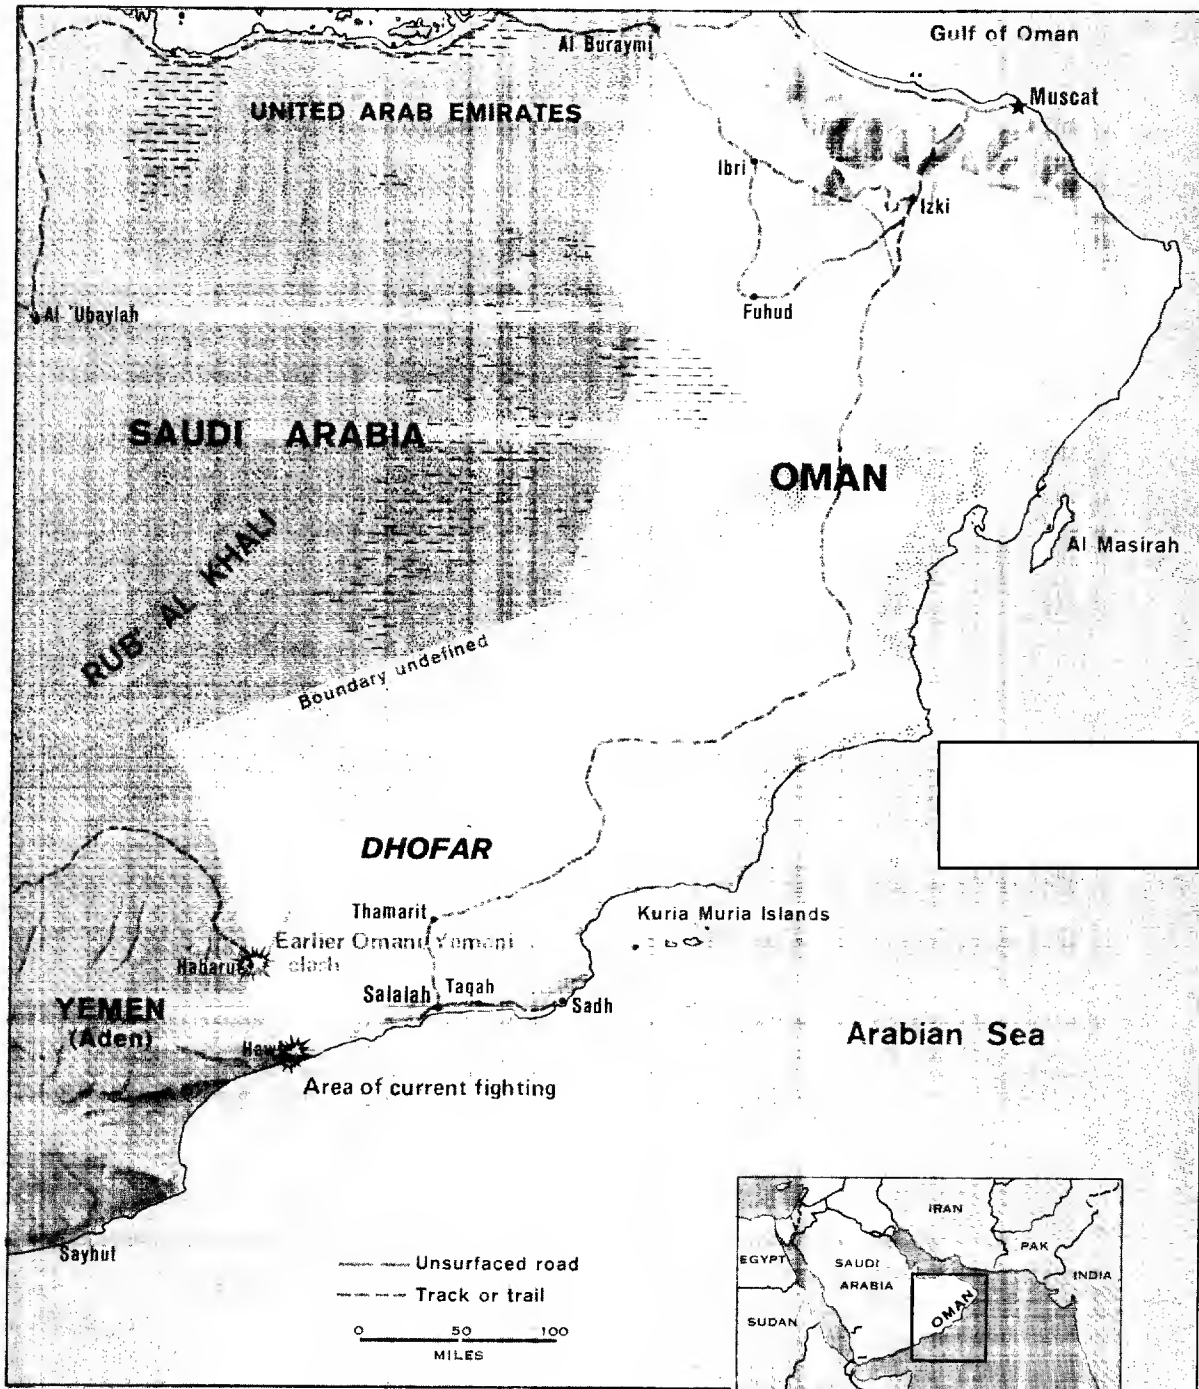 Gulf of Oman
Al Buraymi
Muscat
UNITED ARAB EMIRATES
Ibri
Izki
Al 'Ubaylah
Fuhud
SAUDI ARABIA
OMAN
RUB' AL KHALI
Al Masirah
Boundary undefined
DHOFAR
Thamarit
Kuria Muria Islands
Earlier Omani Yemeni
clash
Habarut
Salalah
Taqah
Sadh
YEMEN
(Aden)
Arabian Sea
Area of current fighting
Sayhut
Unsurfaced road
Track or trail
0 50 100
MILES
IRAN
EGYPT
SAUDI
ARABIA
PAK
INDIA
OMAN
SUDAN